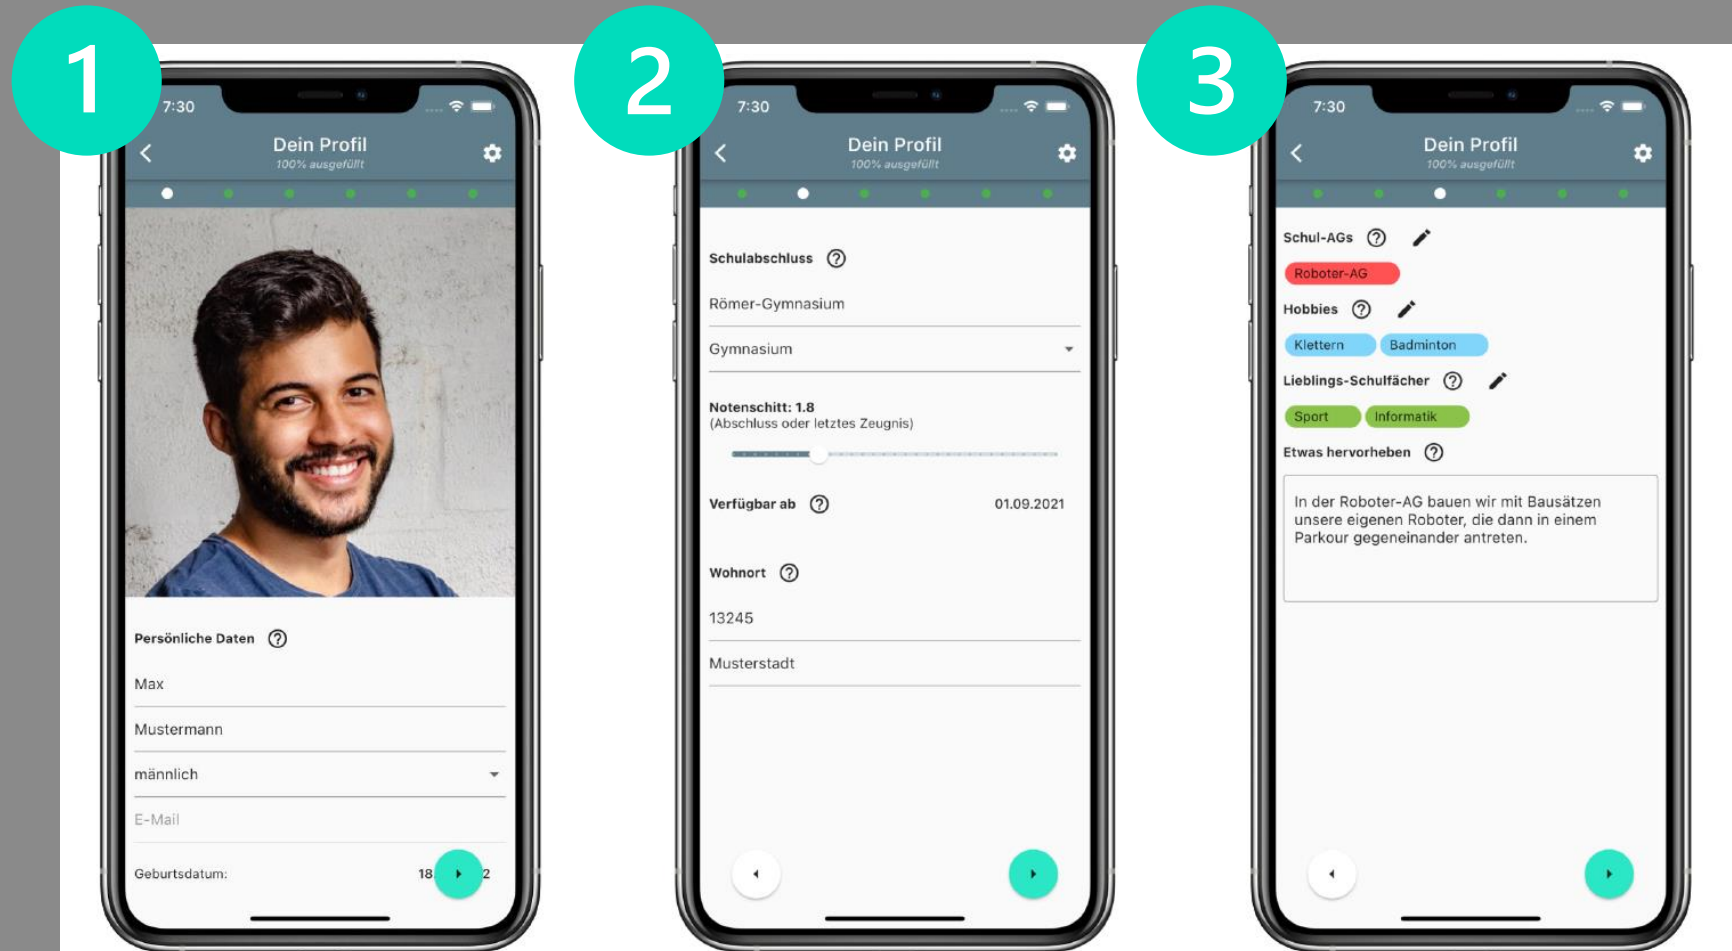 1
7:30
Dein Profil
100% ausgefüllt
Persönliche Daten
Max
Mustermann
männlich
E-Mail
Geburtsdatum: 18. 2
2
7:30
Dein Profil
100% ausgefüllt
Schulabschluss
Römer-Gymnasium
Gymnasium
Notenschitt: 1.8
(Abschluss oder letztes Zeugnis)
Verfügbar ab 01.09.2021
Wohnort
13245
Musterstadt
3
7:30
Dein Profil
100% ausgefüllt
Schul-AGs
Roboter-AG
Hobbies
Klettern Badminton
Lieblings-Schulfächer
Sport Informatik
Etwas hervorheben
In der Roboter-AG bauen wir mit Bausätzen
unsere eigenen Roboter, die dann in einem
Parkour gegeneinander antreten.